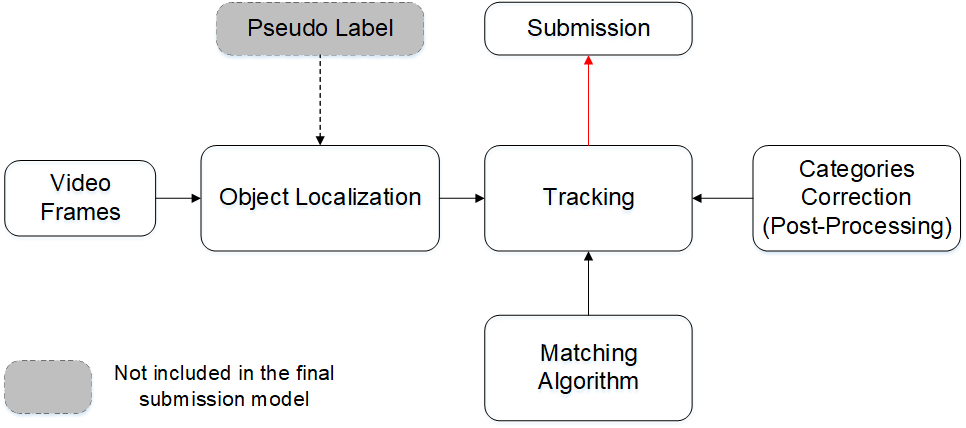 Pseudo Label
Submission
Video
Frames
Object Localization
Tracking
Categories
Correction
(Post-Processing)
Matching
Algorithm
Not included in the final
submission model